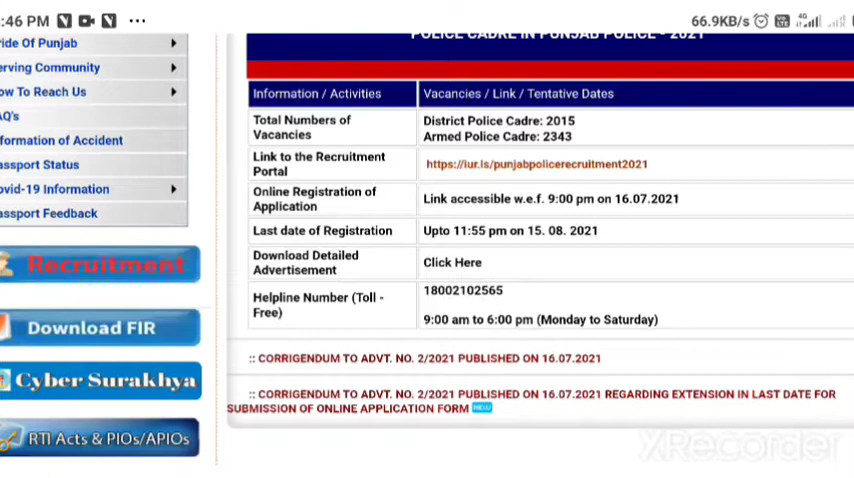 :46 PM
66.9KB/s
4G
POLICE CADRE IN PUNJAB POLICE - 2021
ride Of Punjab
erving Community
ow To Reach Us
AQ's
formation of Accident
assport Status
ovid-19 Information
assport Feedback
Recruitment
Download FIR
Cyber Surakhya
RTI Acts & PIOs/APIOs
Information / Activities
Vacancies / Link / Tentative Dates
Total Numbers of
Vacancies
District Police Cadre: 2015
Armed Police Cadre: 2343
Link to the Recruitment
Portal
https://iur.ls/punjabpolicerecruitment2021
Online Registration of
Application
Link accessible w.e.f. 9:00 pm on 16.07.2021
Last date of Registration
Upto 11:55 pm on 15. 08. 2021
Download Detailed
Advertisement
Click Here
Helpline Number (Toll -
Free)
18002102565
9:00 am to 6:00 pm (Monday to Saturday)
:: CORRIGENDUM TO ADVT. NO. 2/2021 PUBLISHED ON 16.07.2021
:: CORRIGENDUM TO ADVT. NO. 2/2021 PUBLISHED ON 16.07.2021 REGARDING EXTENSION IN LAST DATE FOR
SUBMISSION OF ONLINE APPLICATION FORM NEW
XRecorder